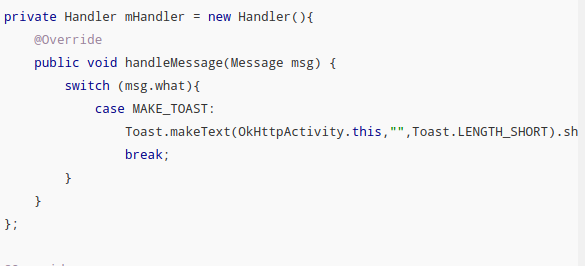 private Handler mHandler = new Handler(){
    @Override
    public void handleMessage(Message msg) {
        switch (msg.what){
            case MAKE_TOAST:
                Toast.makeText(OkHttpActivity.this,"",Toast.LENGTH_SHORT).sh
                break;
        }
    }
};